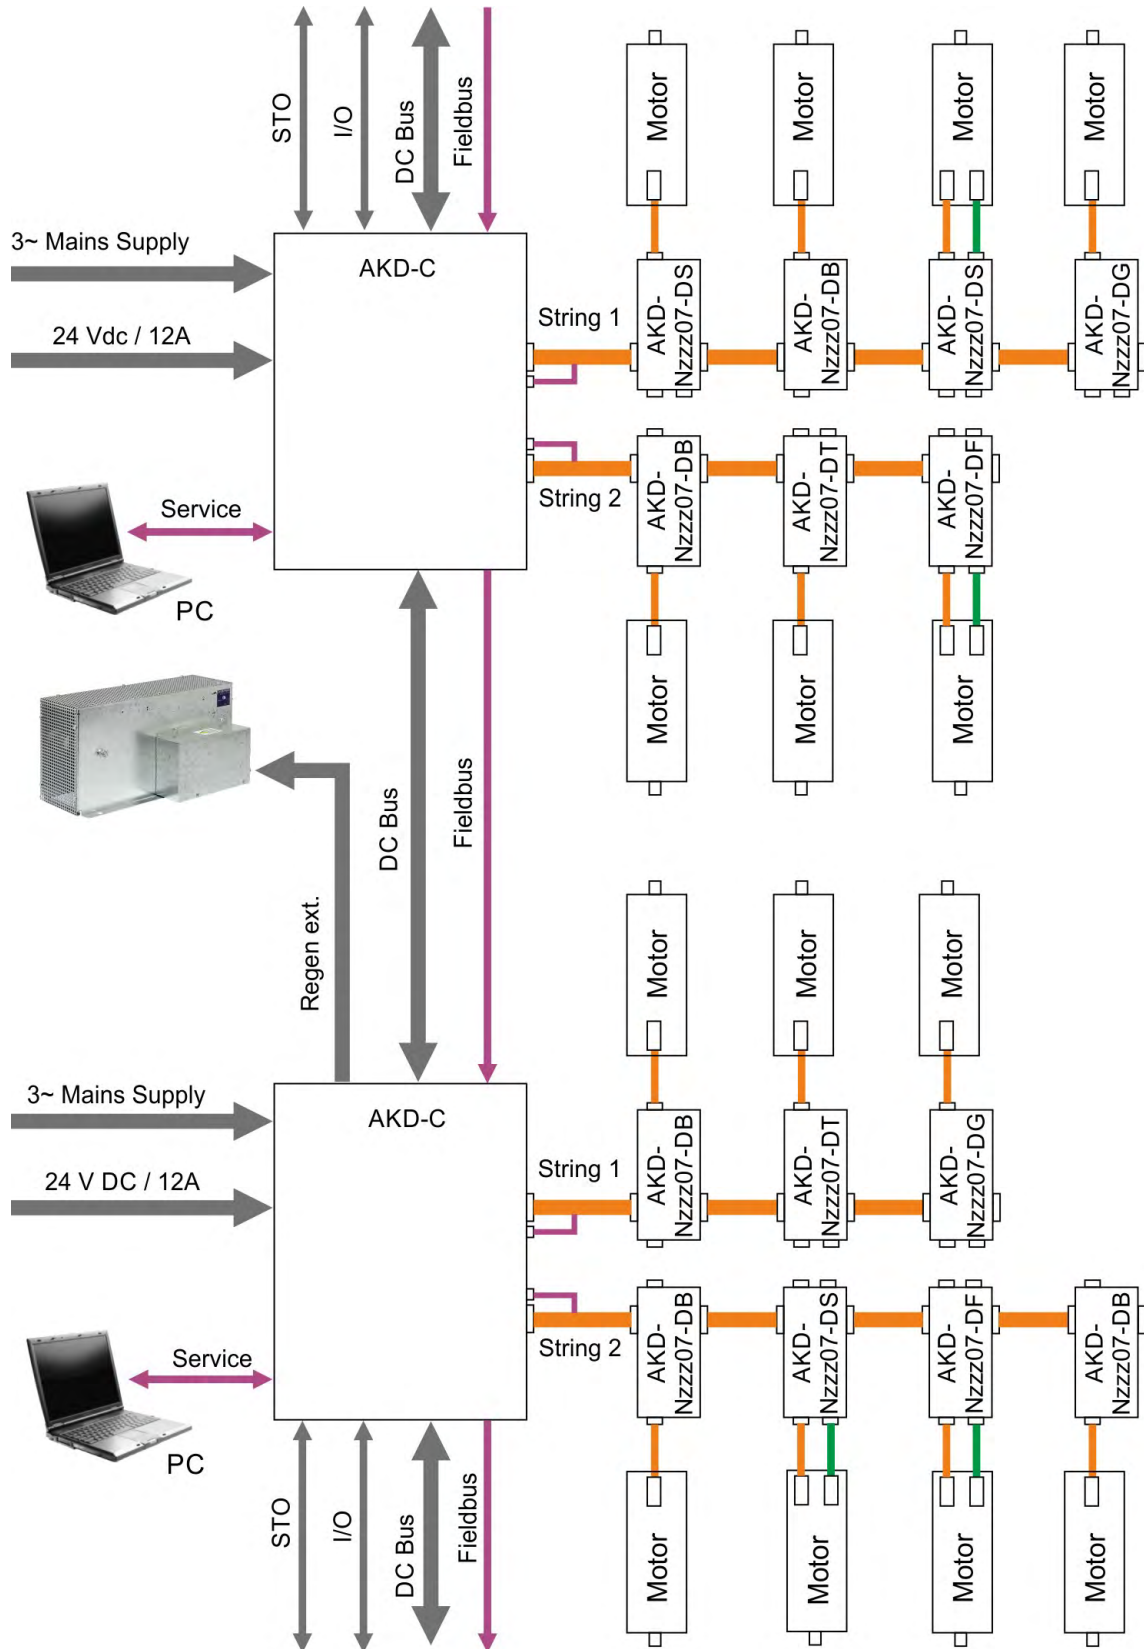 STO
I/O
DC Bus
Fieldbus
Motor
Motor
Motor
Motor
3~ Mains Supply
AKD-C
24 Vdc / 12A
String 1
AKD-
Nzzz07-DS
AKD-
Nzzz07-DB
AKD-
Nzzz07-DS
AKD-
Nzzz07-DG
String 2
AKD-
Nzzz07-DB
AKD-
Nzzz07-DT
AKD-
Nzzz07-DF
Service
PC
Motor
Motor
Motor
DC Bus
Fieldbus
Regen ext.
Motor
Motor
Motor
3~ Mains Supply
AKD-C
24 V DC / 12A
String 1
AKD-
Nzzz07-DB
AKD-
Nzzz07-DT
AKD-
Nzzz07-DG
String 2
AKD-
Nzzz07-DB
AKD-
Nzzz07-DS
AKD-
Nzzz07-DF
AKD-
Nzzz07-DB
Service
PC
STO
I/O
DC Bus
Fieldbus
Motor
Motor
Motor
Motor